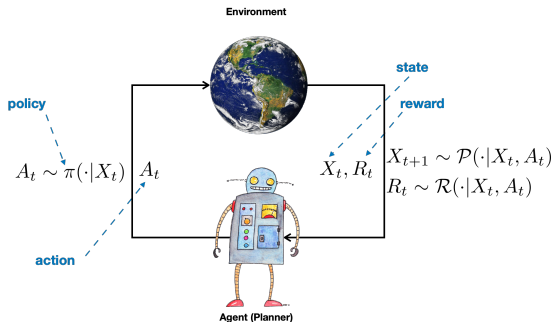 Environment
state
policy
reward
A_t ∼ π(·|X_t)
A_t
X_t, R_t
X_{t+1} ∼ 𝒫(·|X_t, A_t)
R_t ∼ ℛ(·|X_t, A_t)
action
Agent (Planner)